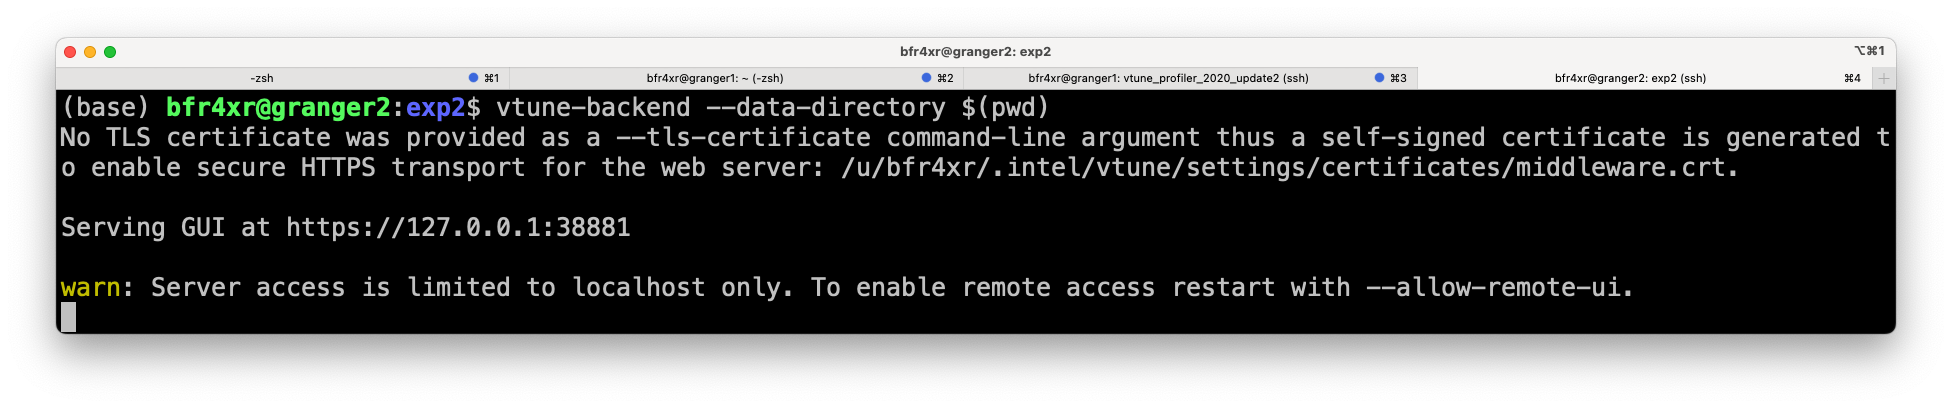 bfr4xr@granger2: exp2
⌥⌘1
-zsh ⌘1 bfr4xr@granger1: ~ (-zsh) ⌘2 bfr4xr@granger1: vtune_profiler_2020_update2 (ssh) ⌘3 bfr4xr@granger2: exp2 (ssh) ⌘4 +
(base) bfr4xr@granger2:exp2$ vtune-backend --data-directory $(pwd)
No TLS certificate was provided as a --tls-certificate command-line argument thus a self-signed certificate is generated t
o enable secure HTTPS transport for the web server: /u/bfr4xr/.intel/vtune/settings/certificates/middleware.crt.
Serving GUI at https://127.0.0.1:38881
warn: Server access is limited to localhost only. To enable remote access restart with --allow-remote-ui.